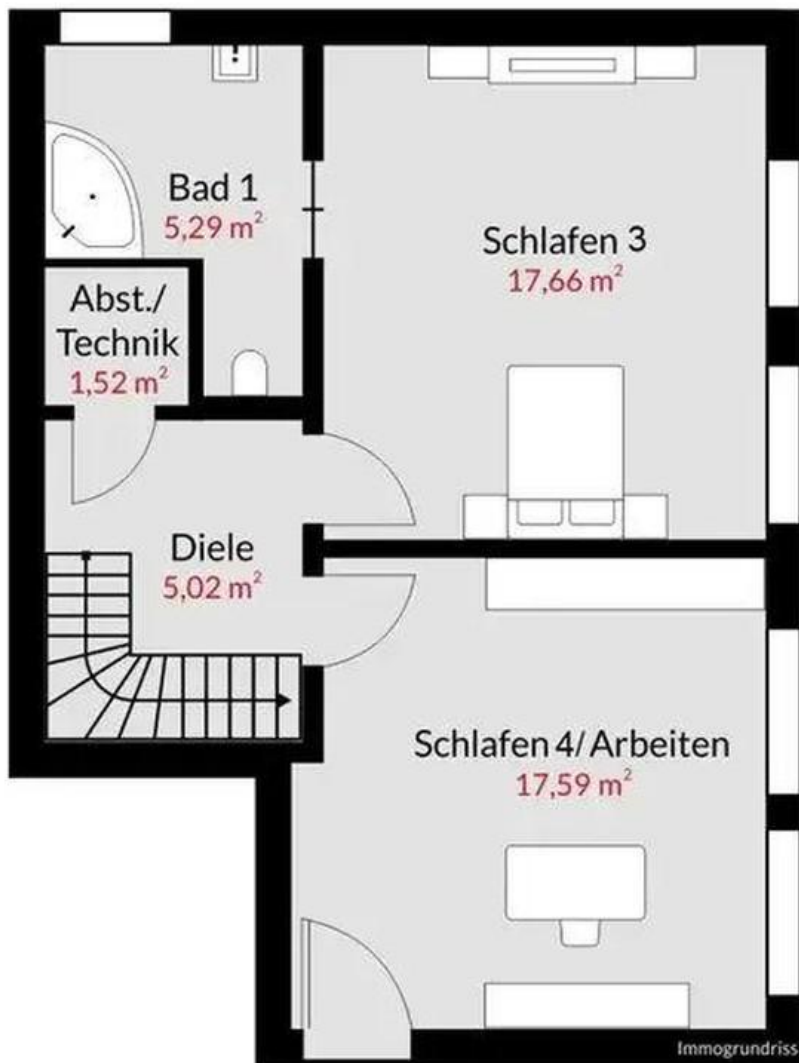 Bad 1
5,29 m²
Schlafen 3
17,66 m²
Abst./
Technik
1,52 m²
Diele
5,02 m²
Schlafen 4/ Arbeiten
17,59 m²
Immogrundriss